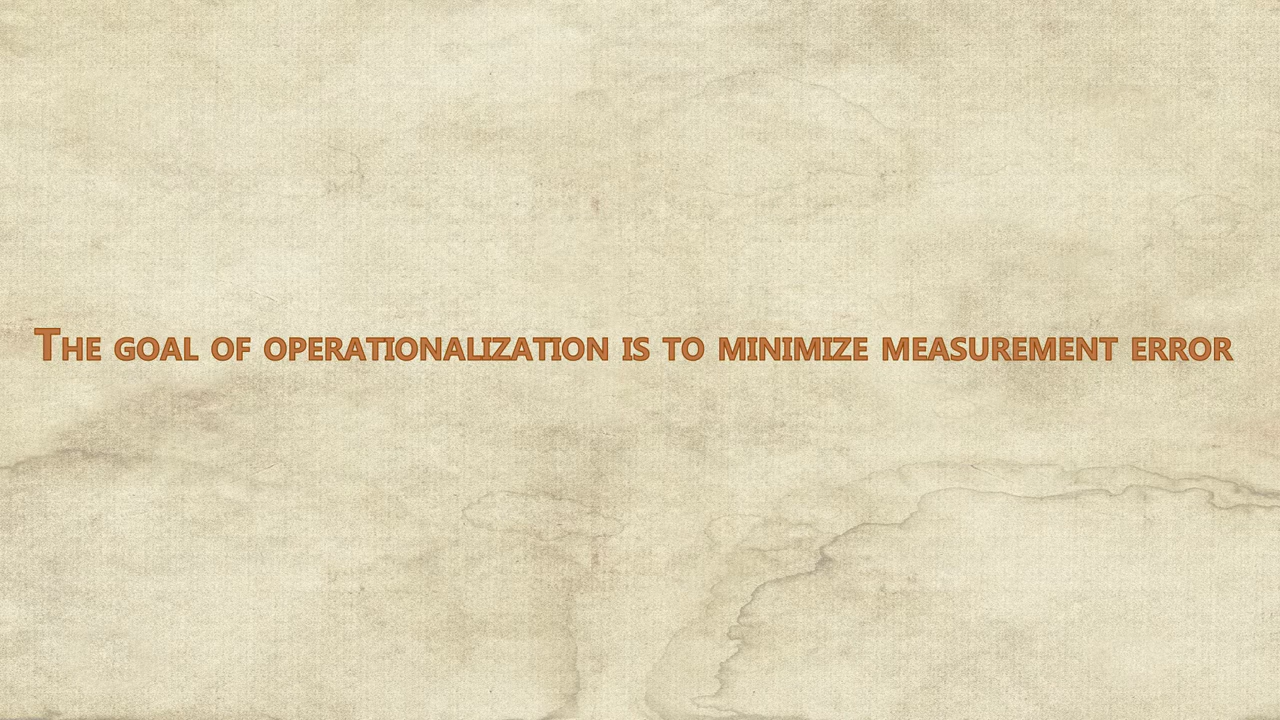 The goal of operationalization is to minimize measurement error